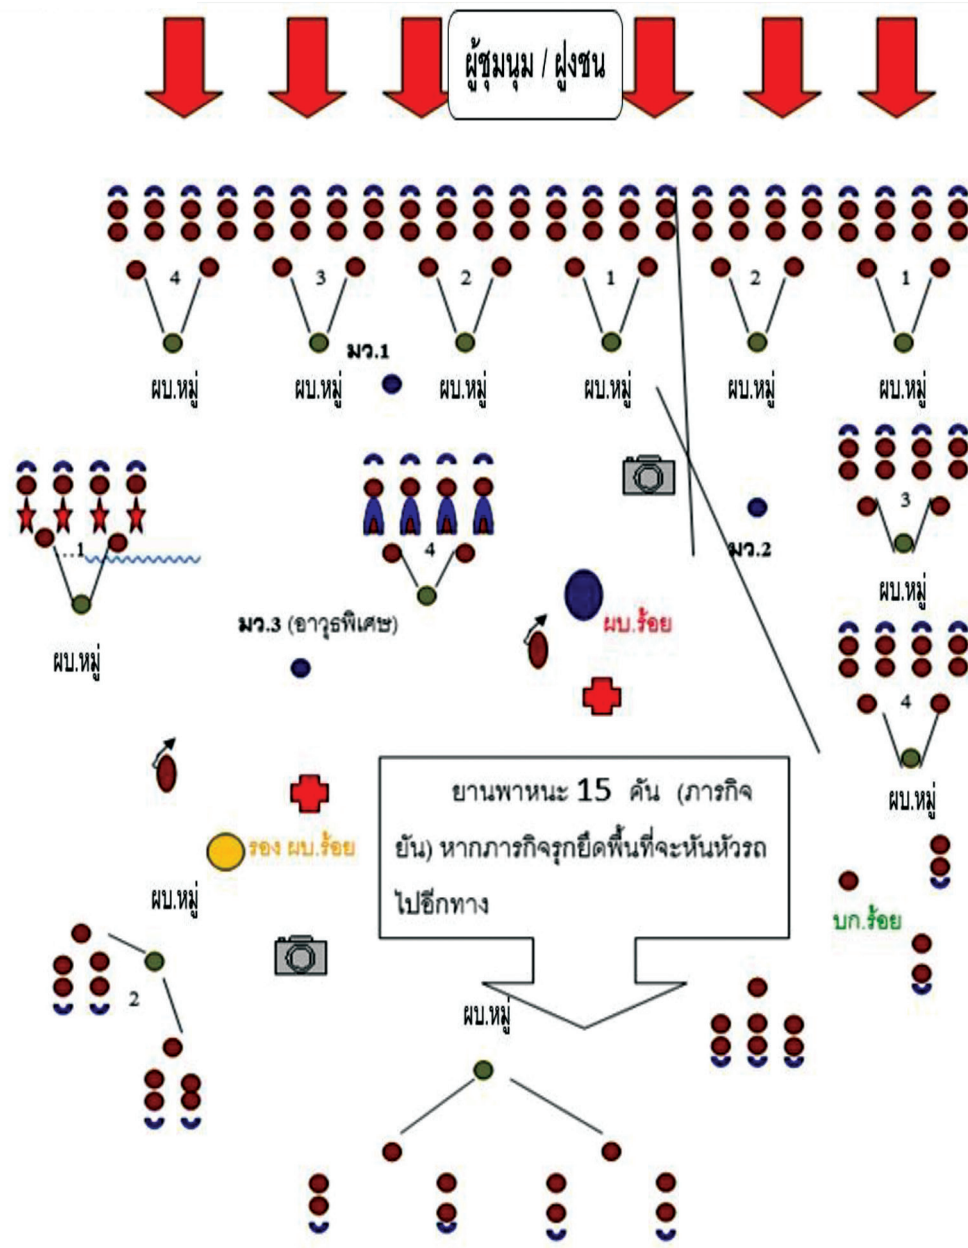 ผู้ชุมนุม / ฝูงชน
4
3
2
1
2
1
มว.1
ผบ.หมู่
ผบ.หมู่
ผบ.หมู่
ผบ.หมู่
ผบ.หมู่
ผบ.หมู่
3
..1
4
มว.2
ผบ.หมู่
มว.3 (อาวุธพิเศษ)
ผบ.ร้อย
ผบ.หมู่
4
ยานพาหนะ 15 คัน (ภารกิจ
ยัน) หากภารกิจรุกยึดพื้นที่จะหันหัวรถ
ไปอีกทาง
ผบ.หมู่
รอง ผบ.ร้อย
ผบ.หมู่
บก.ร้อย
2
ผบ.หมู่